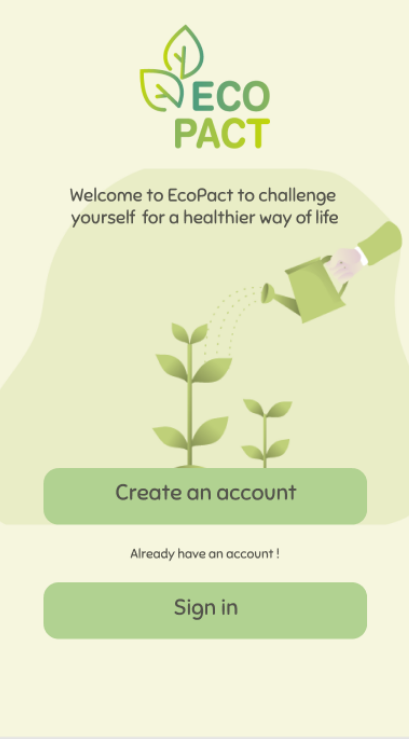 ECO
PACT
Welcome to EcoPact to challenge
yourself for a healthier way of life
Create an account
Already have an account !
Sign in